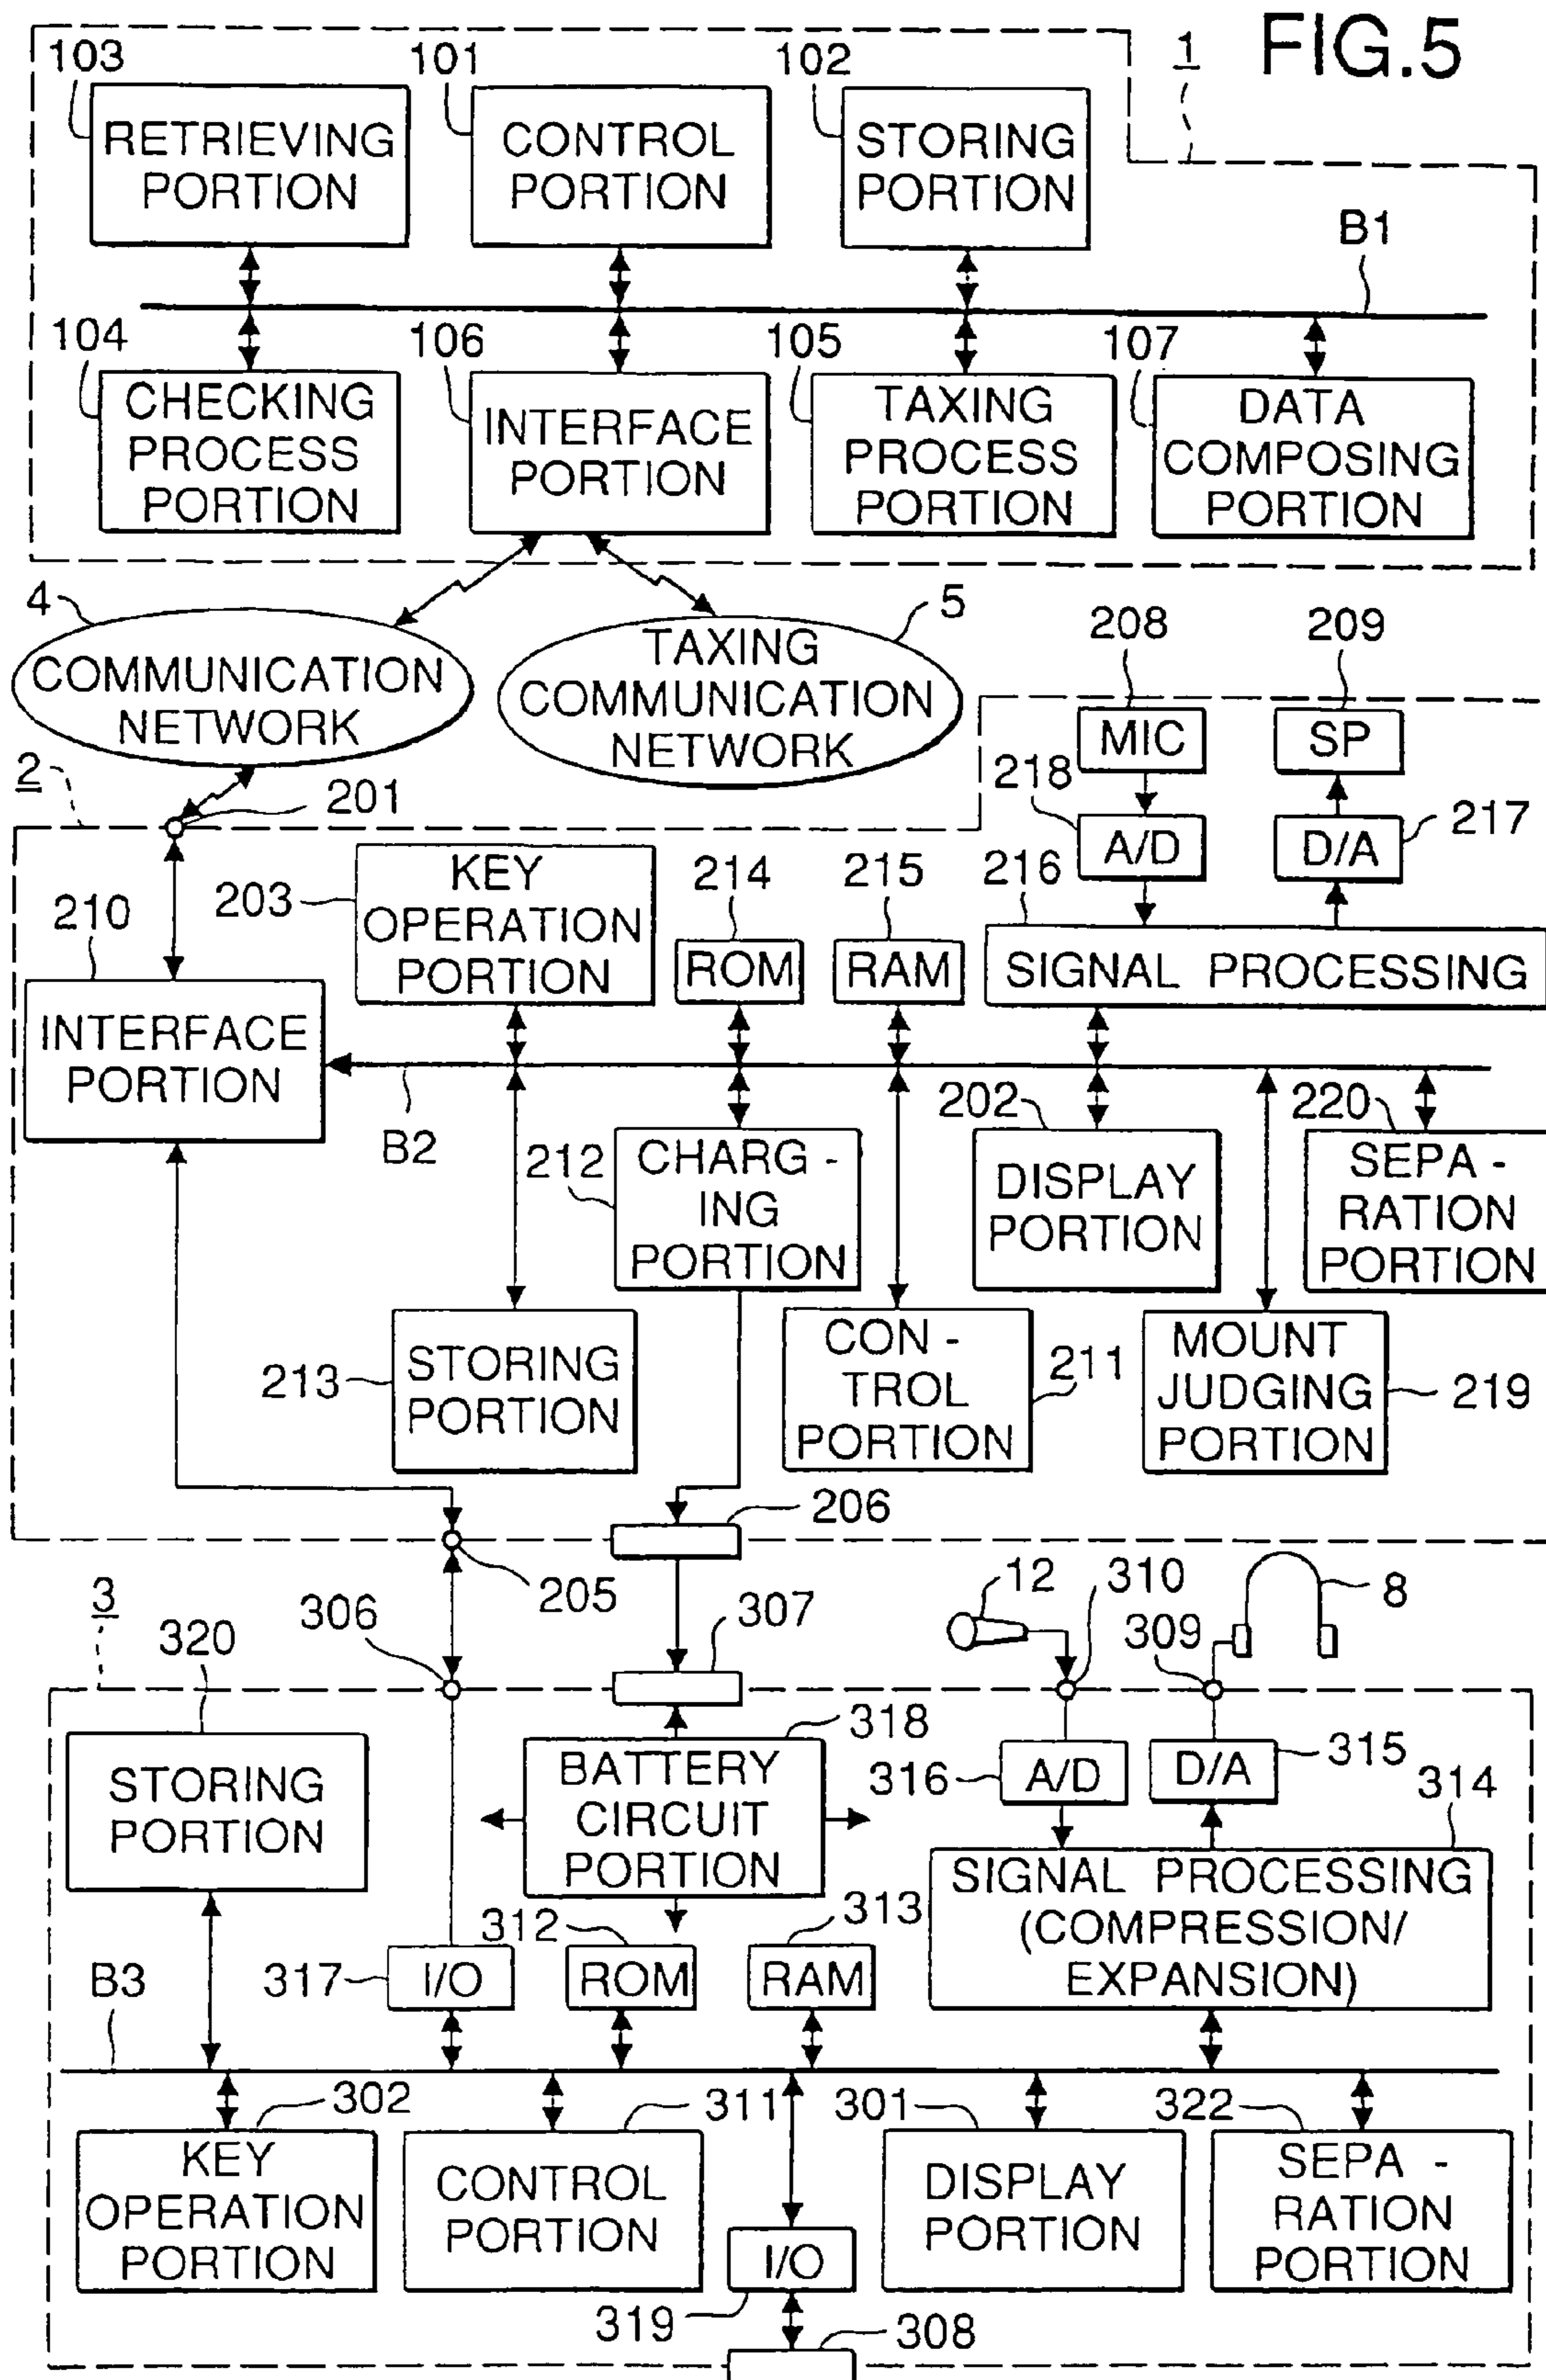 FIG.5
1
103
101
102
RETRIEVING
PORTION
CONTROL
PORTION
STORING
PORTION
B1
104
106
105
107
CHECKING
PROCESS
PORTION
INTERFACE
PORTION
TAXING
PROCESS
PORTION
DATA
COMPOSING
PORTION
4
5
COMMUNICATION
NETWORK
TAXING
COMMUNICATION
NETWORK
208
209
MIC
SP
2
201
218
217
A/D
D/A
210
203
KEY
OPERATION
PORTION
214
215
216
ROM
RAM
SIGNAL PROCESSING
INTERFACE
PORTION
B2
212
CHARG -
ING
PORTION
202
DISPLAY
PORTION
220
SEPA -
RATION
PORTION
213
STORING
PORTION
CON -
TROL
PORTION
211
MOUNT
JUDGING
PORTION
219
206
205
3
320
306
307
12
310
309
8
STORING
PORTION
318
BATTERY
CIRCUIT
PORTION
316
A/D
D/A
315
314
SIGNAL PROCESSING
(COMPRESSION/
EXPANSION)
312
313
B3
317
I/O
ROM
RAM
302
311
301
322
KEY
OPERATION
PORTION
CONTROL
PORTION
DISPLAY
PORTION
SEPA -
RATION
PORTION
I/O
319
308